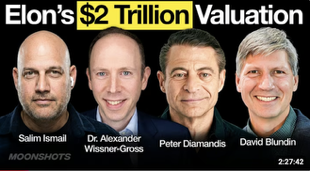 Elon's $2 Trillion Valuation
Salim Ismail
Dr. Alexander
Wissner-Gross
Peter Diamandis
David Blundin
MOONSHOTS
2:27:42